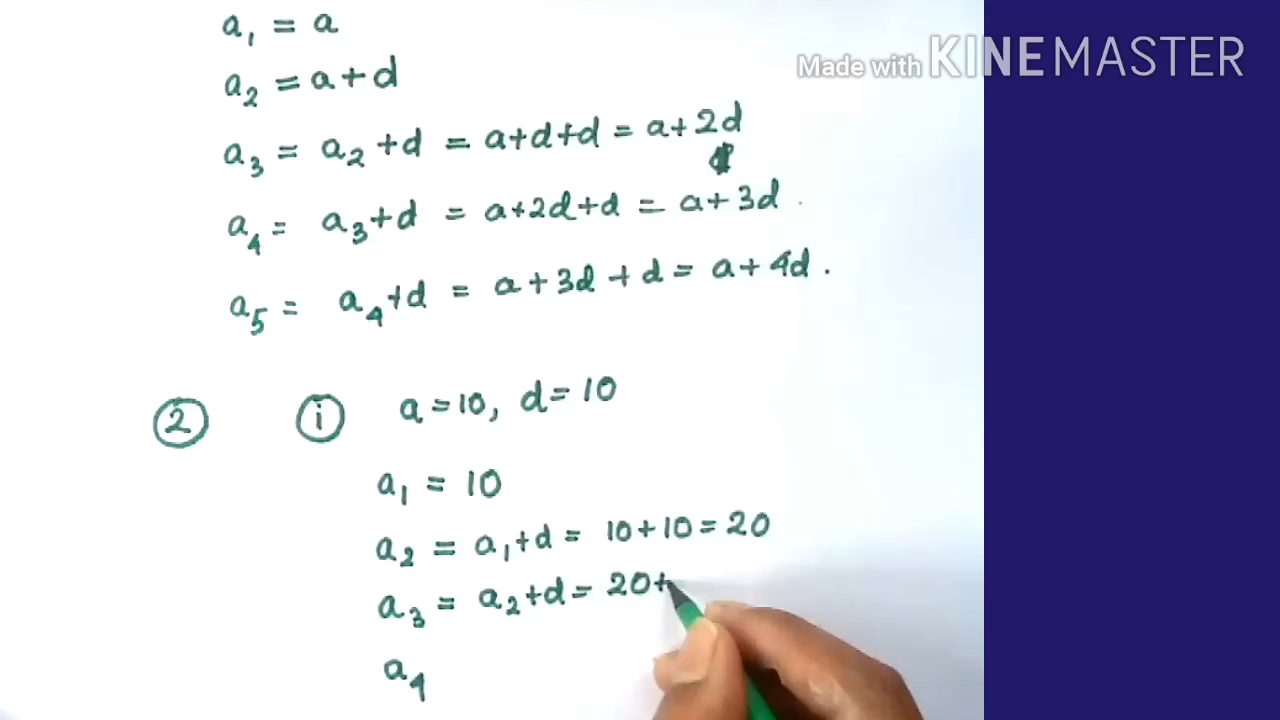 a₁ = a
Made with KINEMASTER
a₂ = a+d
a₃ = a₂+d = a+d+d = a+2d
a₄ = a₃+d = a+2d+d = a+3d .
a₅ = a₄+d = a+3d+d = a+4d .
② ⓘ a=10, d=10
a₁ = 10
a₂ = a₁+d = 10+10 = 20
a₃ = a₂+d = 20+
a₄